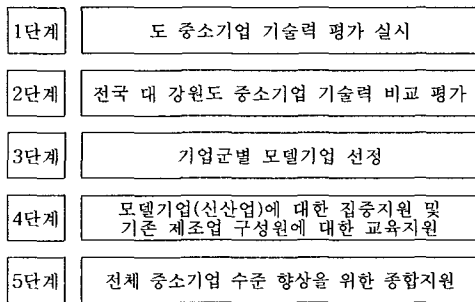 1단계 도 중소기업 기술력 평가 실시
2단계 전국 대 강원도 중소기업 기술력 비교 평가
3단계 기업군별 모델기업 선정
4단계 모델기업(신산업)에 대한 집중지원 및
기존 제조업 구성원에 대한 교육지원
5단계 전체 중소기업 수준 향상을 위한 종합지원